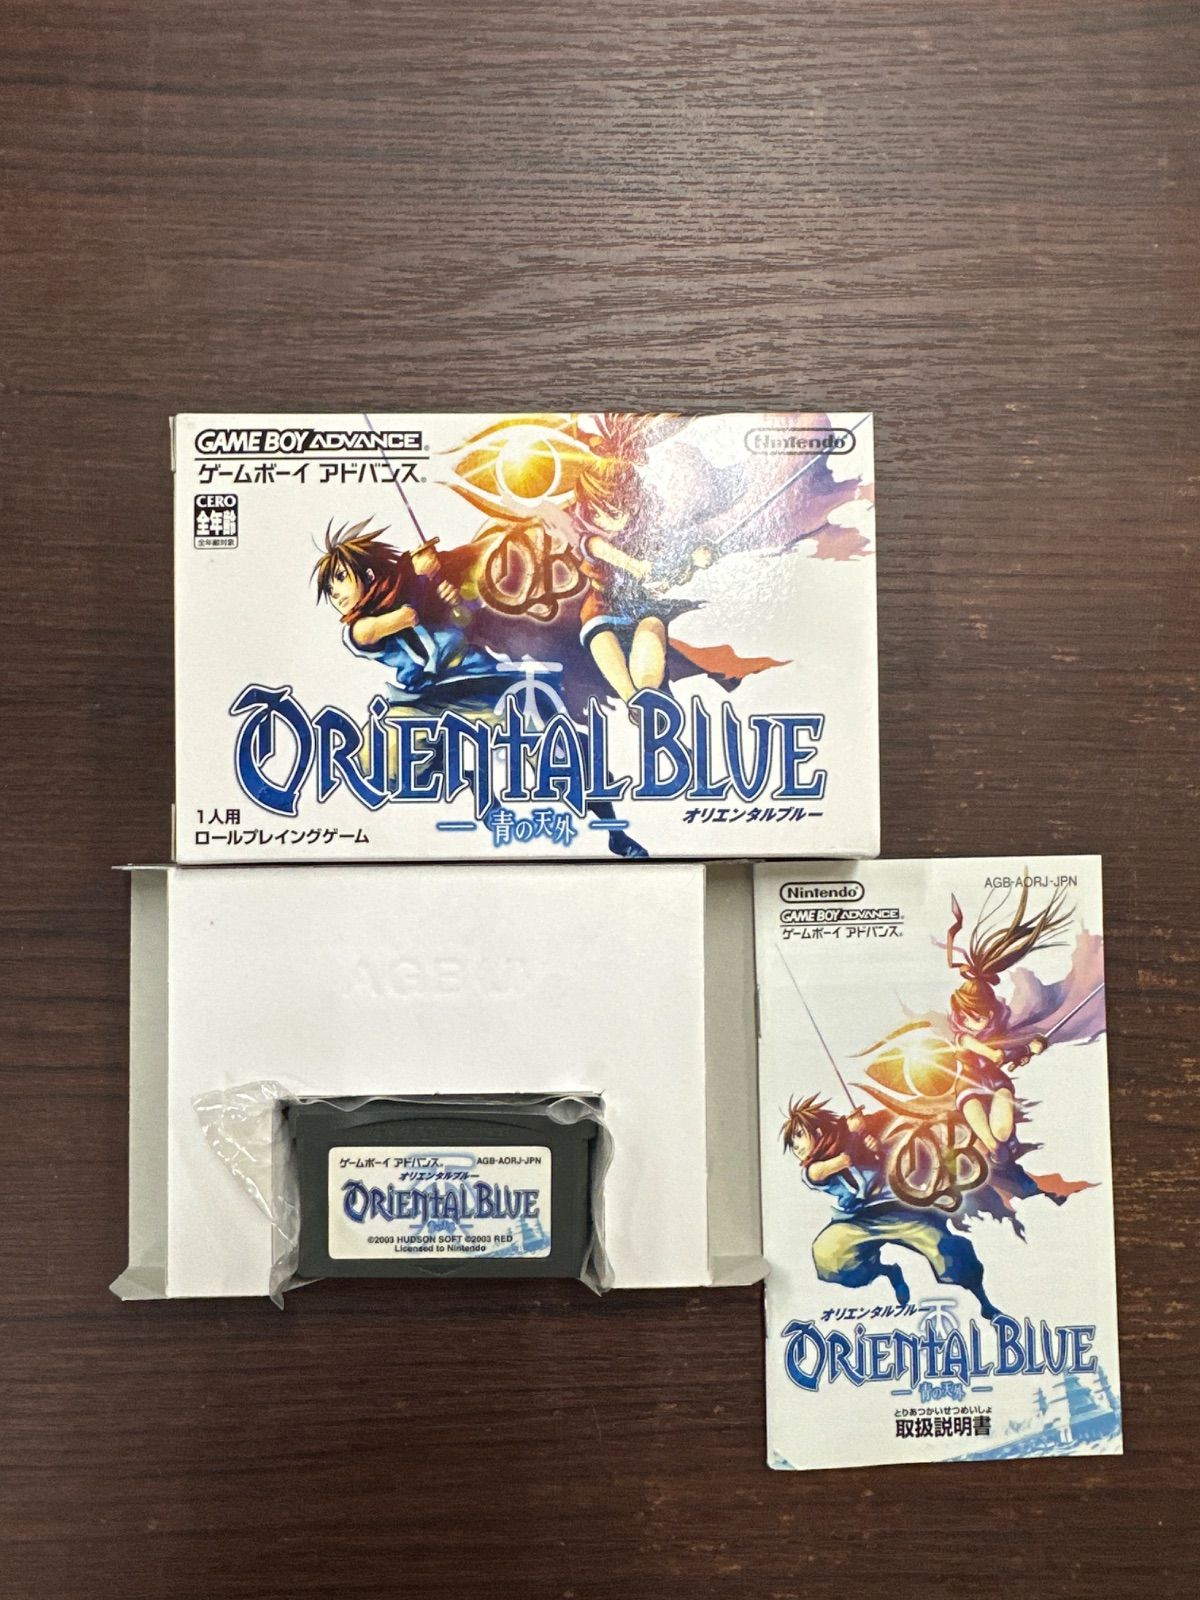 GAME BOY ADVANCE
ゲームボーイ アドバンス
Nintendo
CERO
全年齢
全年齢対象
OB
ORIENTAL BLUE
青の天外
オリエンタルブルー
1人用
ロールプレイングゲーム
ゲームボーイ アドバンス AGB-AORJ-JPN
オリエンタルブルー
ORIENTAL BLUE
©2003 HUDSON SOFT ©2003 RED
Licensed to Nintendo
Nintendo
AGB-AORJ-JPN
GAME BOY ADVANCE
ゲームボーイ アドバンス
OB
オリエンタルブルー
ORIENTAL BLUE
青の天外
とりあつかいせつめいしょ
取扱説明書